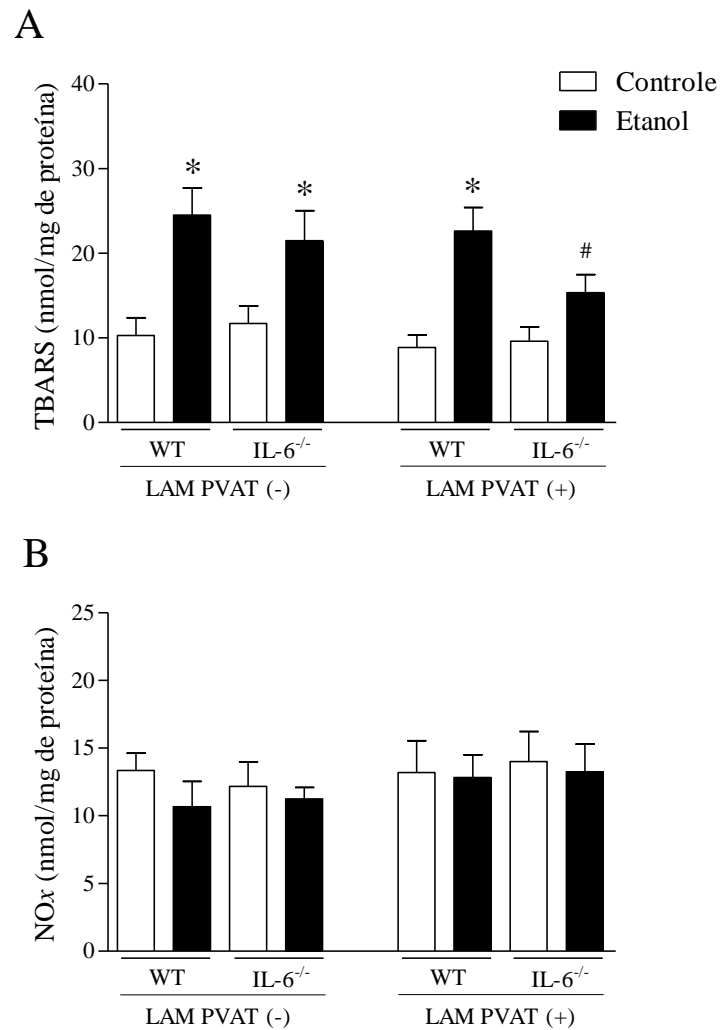 A
Controle
Etanol
TBARS (nmol/mg de proteína)
40
30
20
10
0
*
*
*
#
WT
IL-6-/-
WT
IL-6-/-
LAM PVAT (-)
LAM PVAT (+)
B
NOx (nmol/mg de proteína)
25
20
15
10
5
0
WT
IL-6-/-
WT
IL-6-/-
LAM PVAT (-)
LAM PVAT (+)